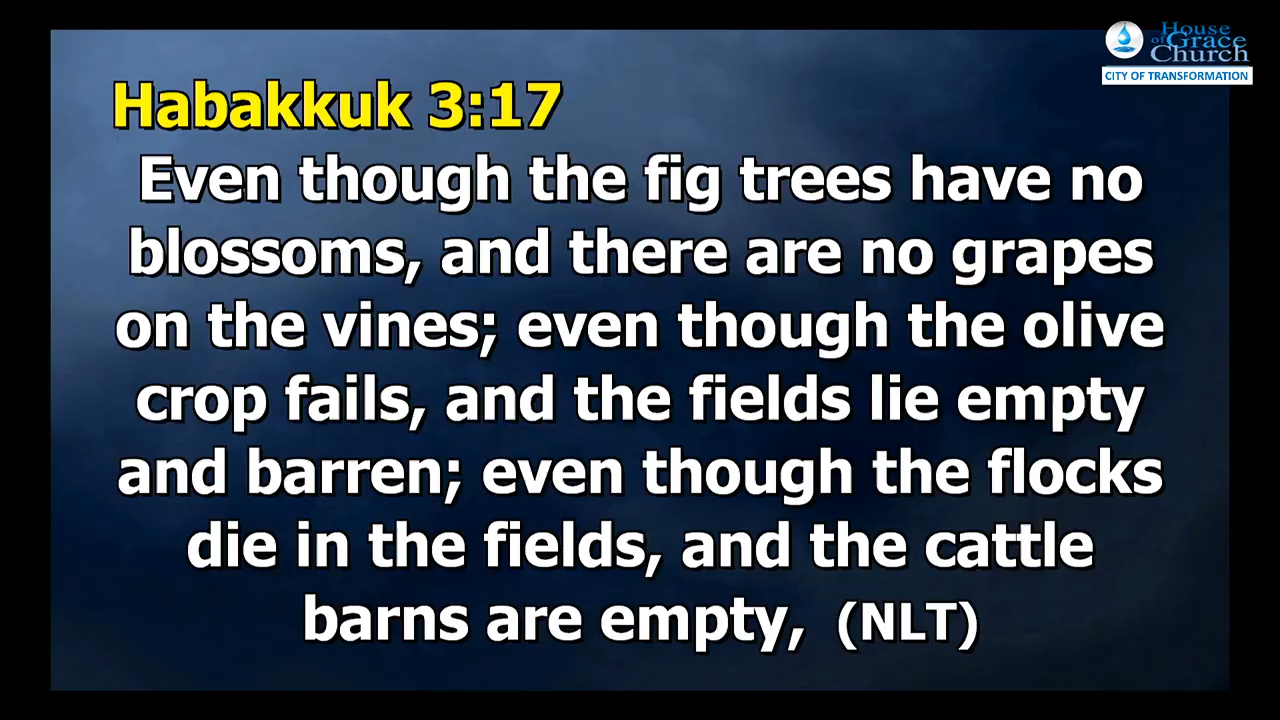 House
of Grace
Church
CITY OF TRANSFORMATION
Habakkuk 3:17
Even though the fig trees have no
blossoms, and there are no grapes
on the vines; even though the olive
crop fails, and the fields lie empty
and barren; even though the flocks
die in the fields, and the cattle
barns are empty, (NLT)